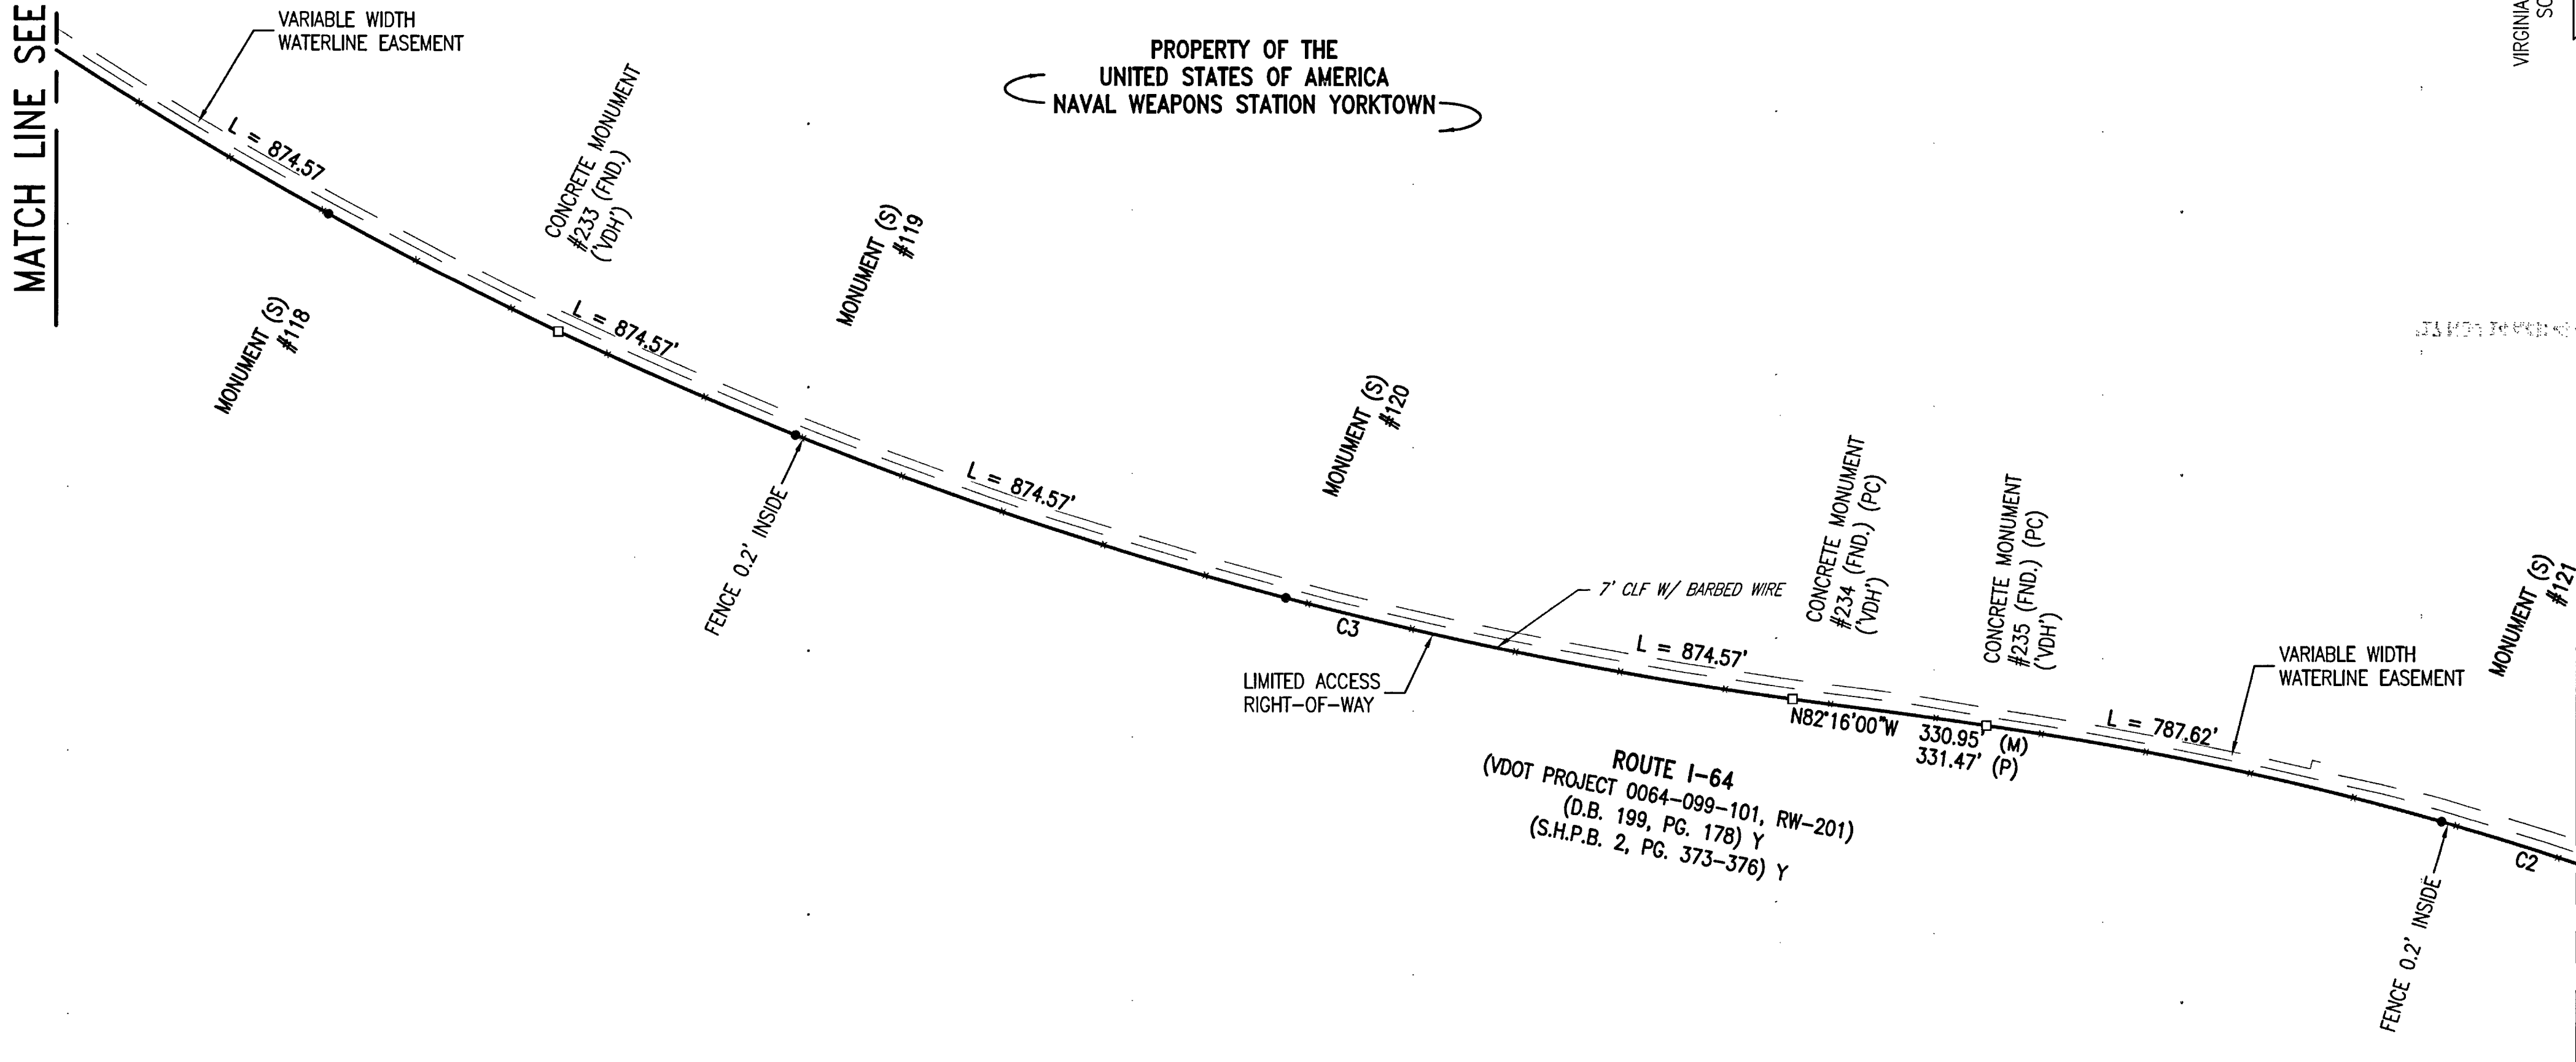 MATCH LINE SEE
VARIABLE WIDTH
WATERLINE EASEMENT
PROPERTY OF THE
UNITED STATES OF AMERICA
NAVAL WEAPONS STATION YORKTOWN
VIRGINIA
L = 874.57
CONCRETE MONUMENT
#233 (FND.)
('VDH')
MONUMENT (S)
#119
MONUMENT (S)
#118
L = 874.57'
FENCE 0.2' INSIDE
L = 874.57'
MONUMENT (S)
#120
C3
7' CLF W/ BARBED WIRE
LIMITED ACCESS
RIGHT-OF-WAY
L = 874.57'
CONCRETE MONUMENT
#234 (FND.) (PC)
('VDH')
CONCRETE MONUMENT
#235 (FND.) (PC)
('VDH')
N82°16'00"W 330.95' (M)
331.47' (P)
ROUTE I-64
(VDOT PROJECT 0064-099-101, RW-201)
(D.B. 199, PG. 178) Y
(S.H.P.B. 2, PG. 373-376) Y
L = 787.62'
VARIABLE WIDTH
WATERLINE EASEMENT
MONUMENT (S)
#121
C2
FENCE 0.2' INSIDE